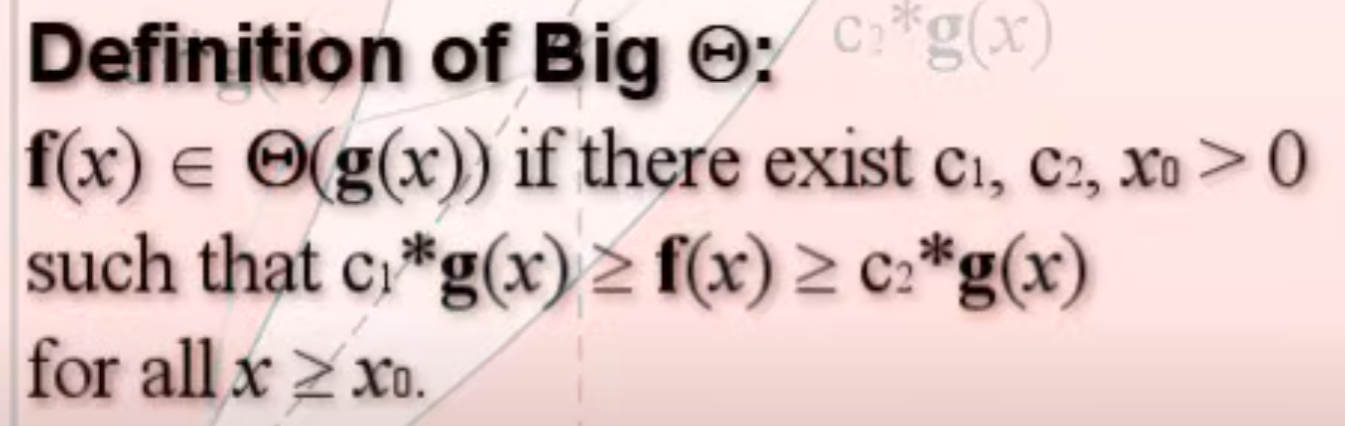 Definition of Big Θ:
c₂*g(x)
f(x) ∈ Θ(g(x)) if there exist c₁, c₂, x₀ > 0
such that c₁*g(x) ≥ f(x) ≥ c₂*g(x)
for all x ≥ x₀.